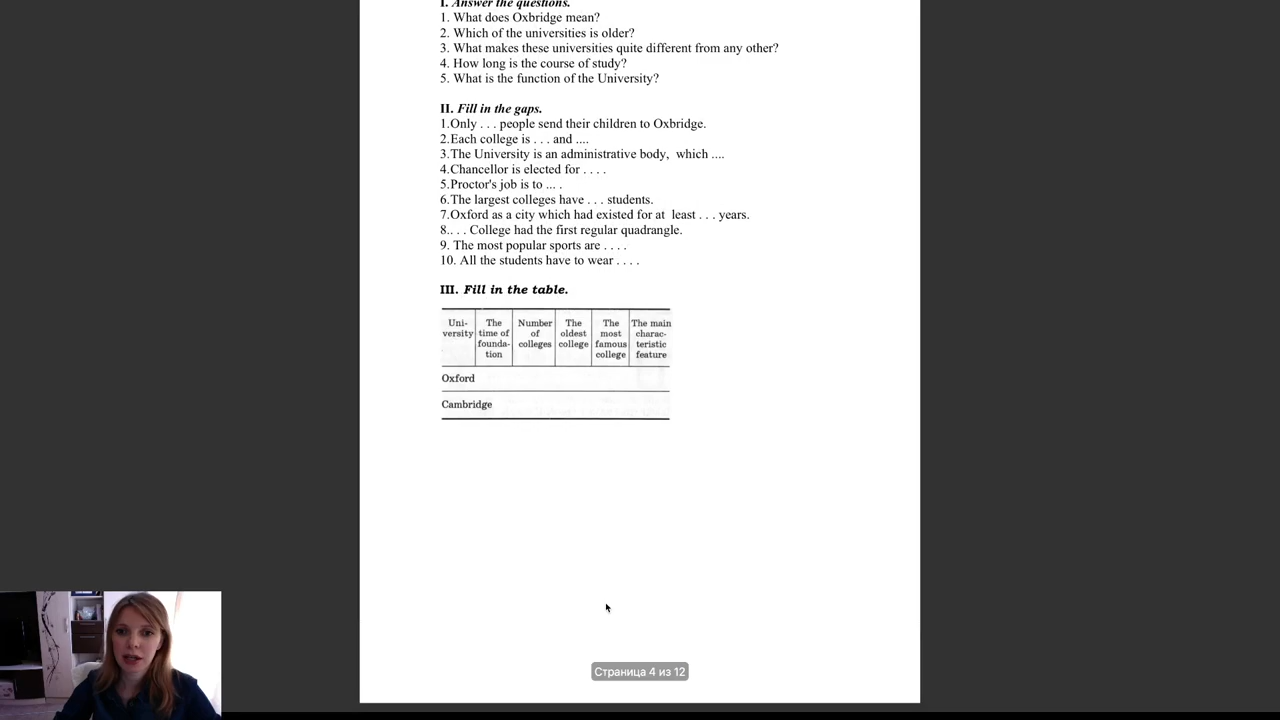 I. Answer the questions.
1. What does Oxbridge mean?
2. Which of the universities is older?
3. What makes these universities quite different from any other?
4. How long is the course of study?
5. What is the function of the University?
II. Fill in the gaps.
1.Only . . . people send their children to Oxbridge.
2.Each college is . . . and ....
3.The University is an administrative body, which ....
4.Chancellor is elected for . . . .
5.Proctor's job is to ... .
6.The largest colleges have . . . students.
7.Oxford as a city which had existed for at least . . . years.
8.. . . College had the first regular quadrangle.
9. The most popular sports are . . . .
10. All the students have to wear . . . .
III. Fill in the table.
Uni-
versity
The
time of
founda-
tion
Number
of
colleges
The
oldest
college
The
most
famous
college
The main
charac-
teristic
feature
Oxford
Cambridge
Страница 4 из 12